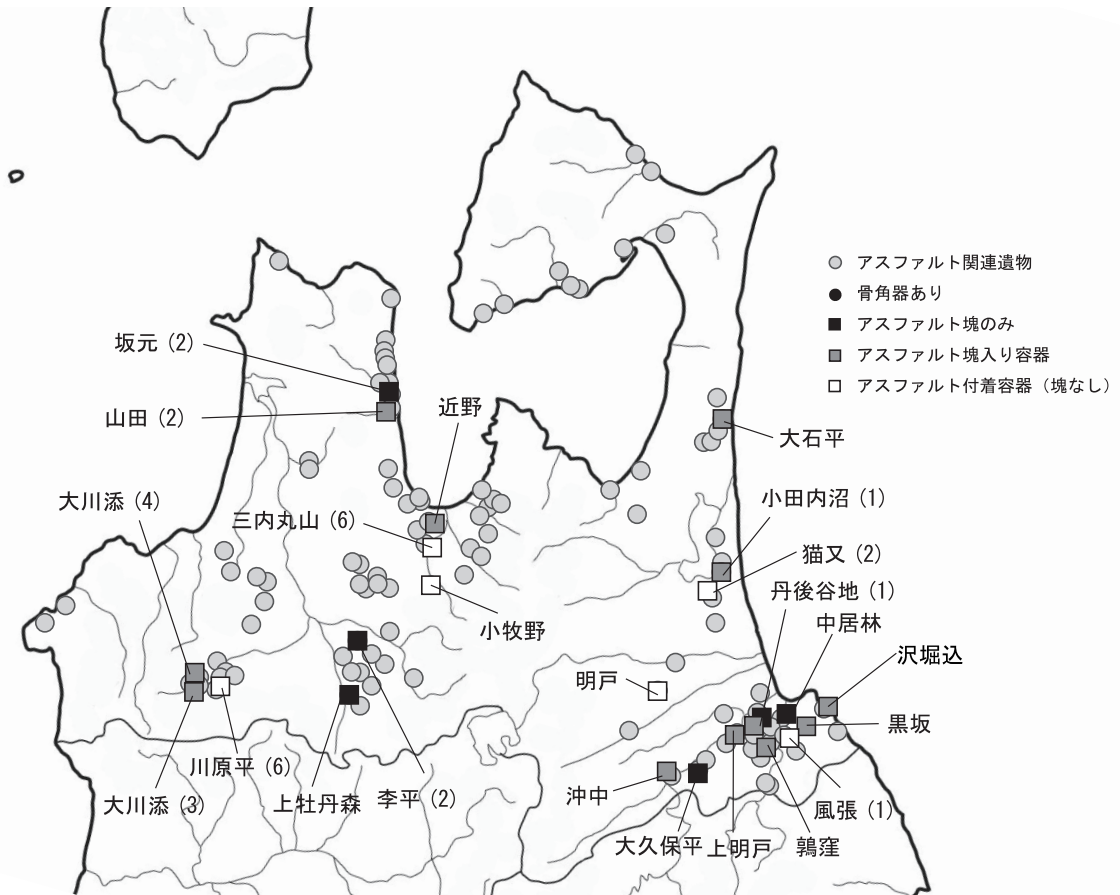 アスファルト関連遺物
骨角器あり
アスファルト塊のみ
アスファルト塊入り容器
アスファルト付着容器（塊なし）
坂元（2）
山田（2）
近野
大石平
大川添（4）
三内丸山（6）
小田内沼（1）
猫又（2）
丹後谷地（1）
小牧野
中居林
沢堀込
明戸
黒坂
川原平（6）
大川添（3）
上牡丹森
李平（2）
沖中
風張（1）
大久保平
上明戸
鶉窪